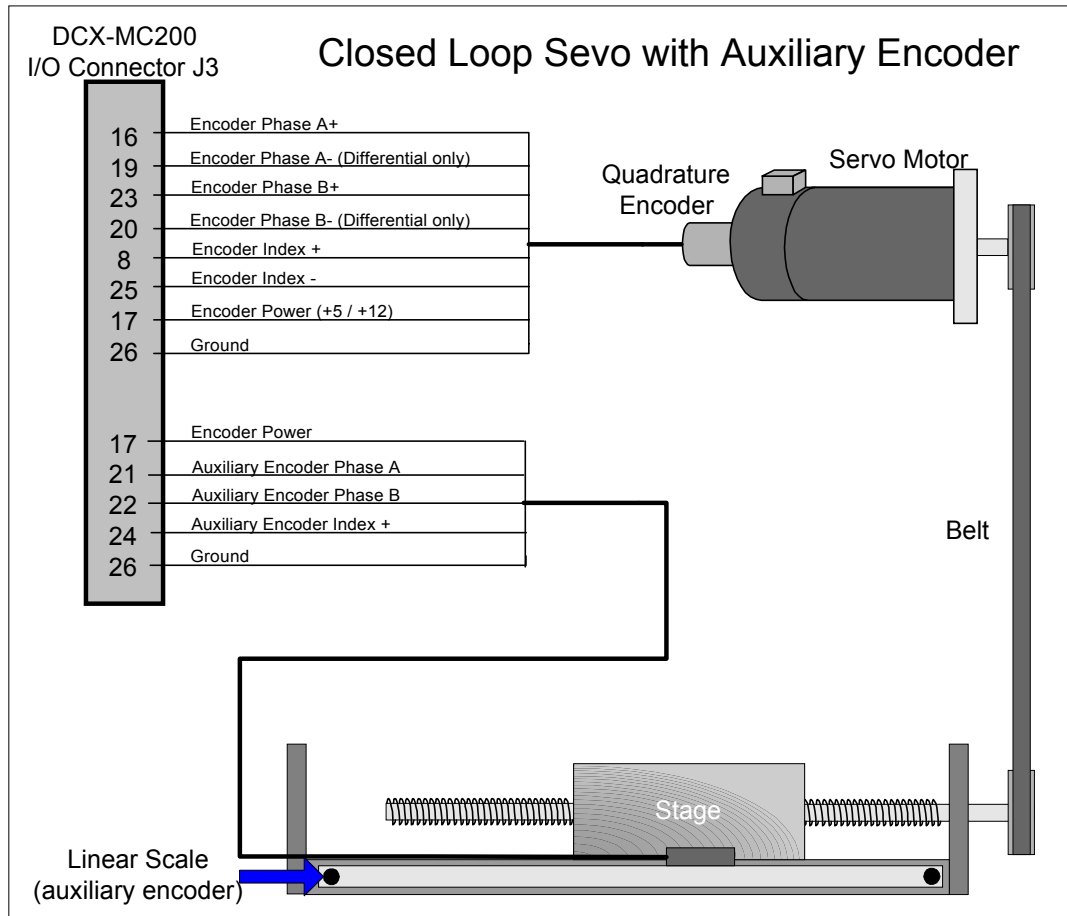 DCX-MC200
I/O Connector J3
Closed Loop Sevo with Auxiliary Encoder
16 Encoder Phase A+
19 Encoder Phase A- (Differential only)
23 Encoder Phase B+
20 Encoder Phase B- (Differential only)
8 Encoder Index +
25 Encoder Index -
17 Encoder Power (+5 / +12)
26 Ground
Quadrature
Encoder
Servo Motor
17 Encoder Power
21 Auxiliary Encoder Phase A
22 Auxiliary Encoder Phase B
24 Auxiliary Encoder Index +
26 Ground
Belt
Stage
Linear Scale
(auxiliary encoder)